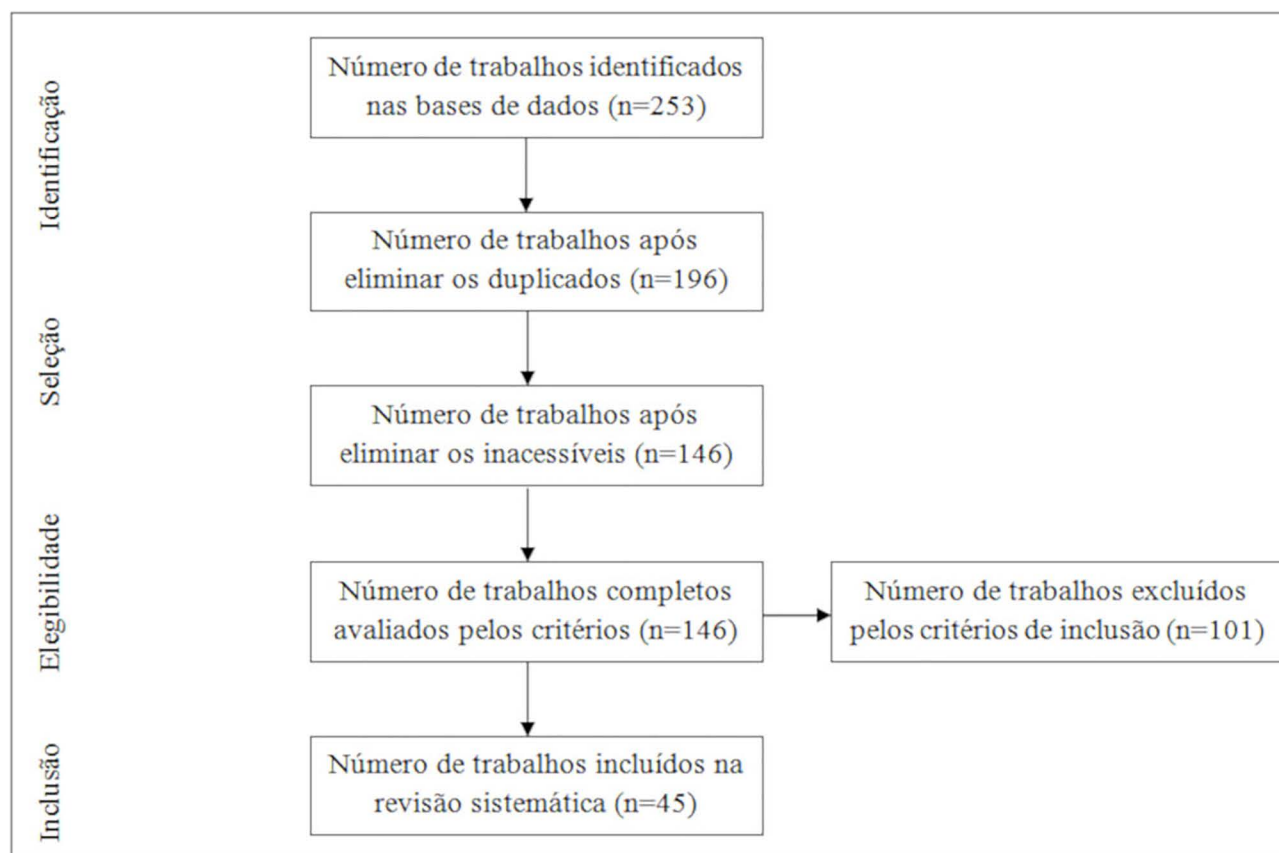 Identificação
Número de trabalhos identificados
nas bases de dados (n=253)
Número de trabalhos após
eliminar os duplicados (n=196)
Seleção
Número de trabalhos após
eliminar os inacessíveis (n=146)
Elegibilidade
Número de trabalhos completos
avaliados pelos critérios (n=146)
Número de trabalhos excluídos
pelos critérios de inclusão (n=101)
Inclusão
Número de trabalhos incluídos na
revisão sistemática (n=45)